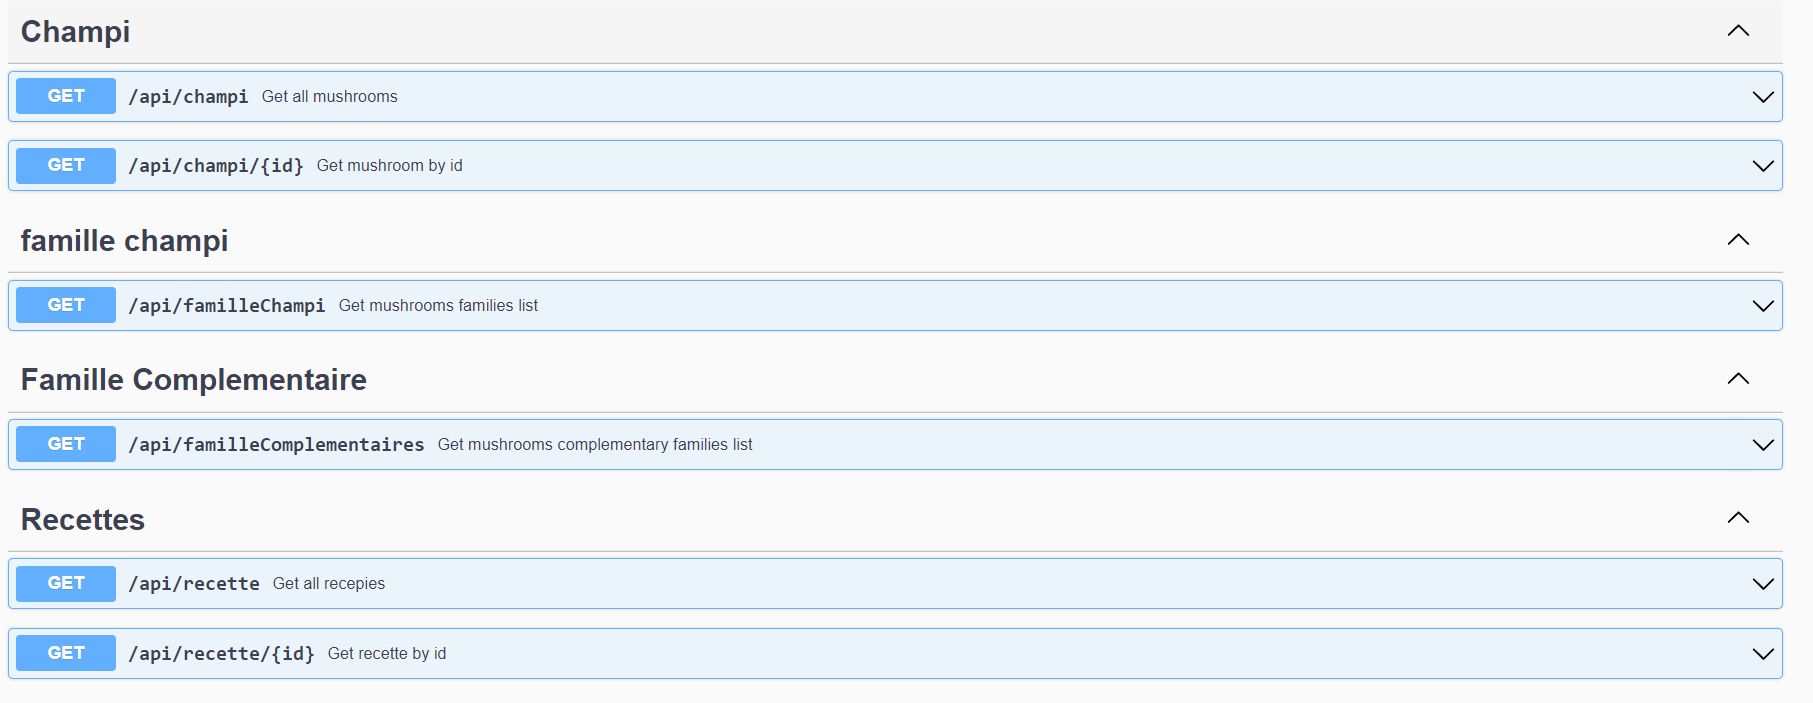 Champi
GET /api/champi Get all mushrooms
GET /api/champi/{id} Get mushroom by id
famille champi
GET /api/familleChampi Get mushrooms families list
Famille Complementaire
GET /api/familleComplementaires Get mushrooms complementary families list
Recettes
GET /api/recette Get all recepies
GET /api/recette/{id} Get recette by id